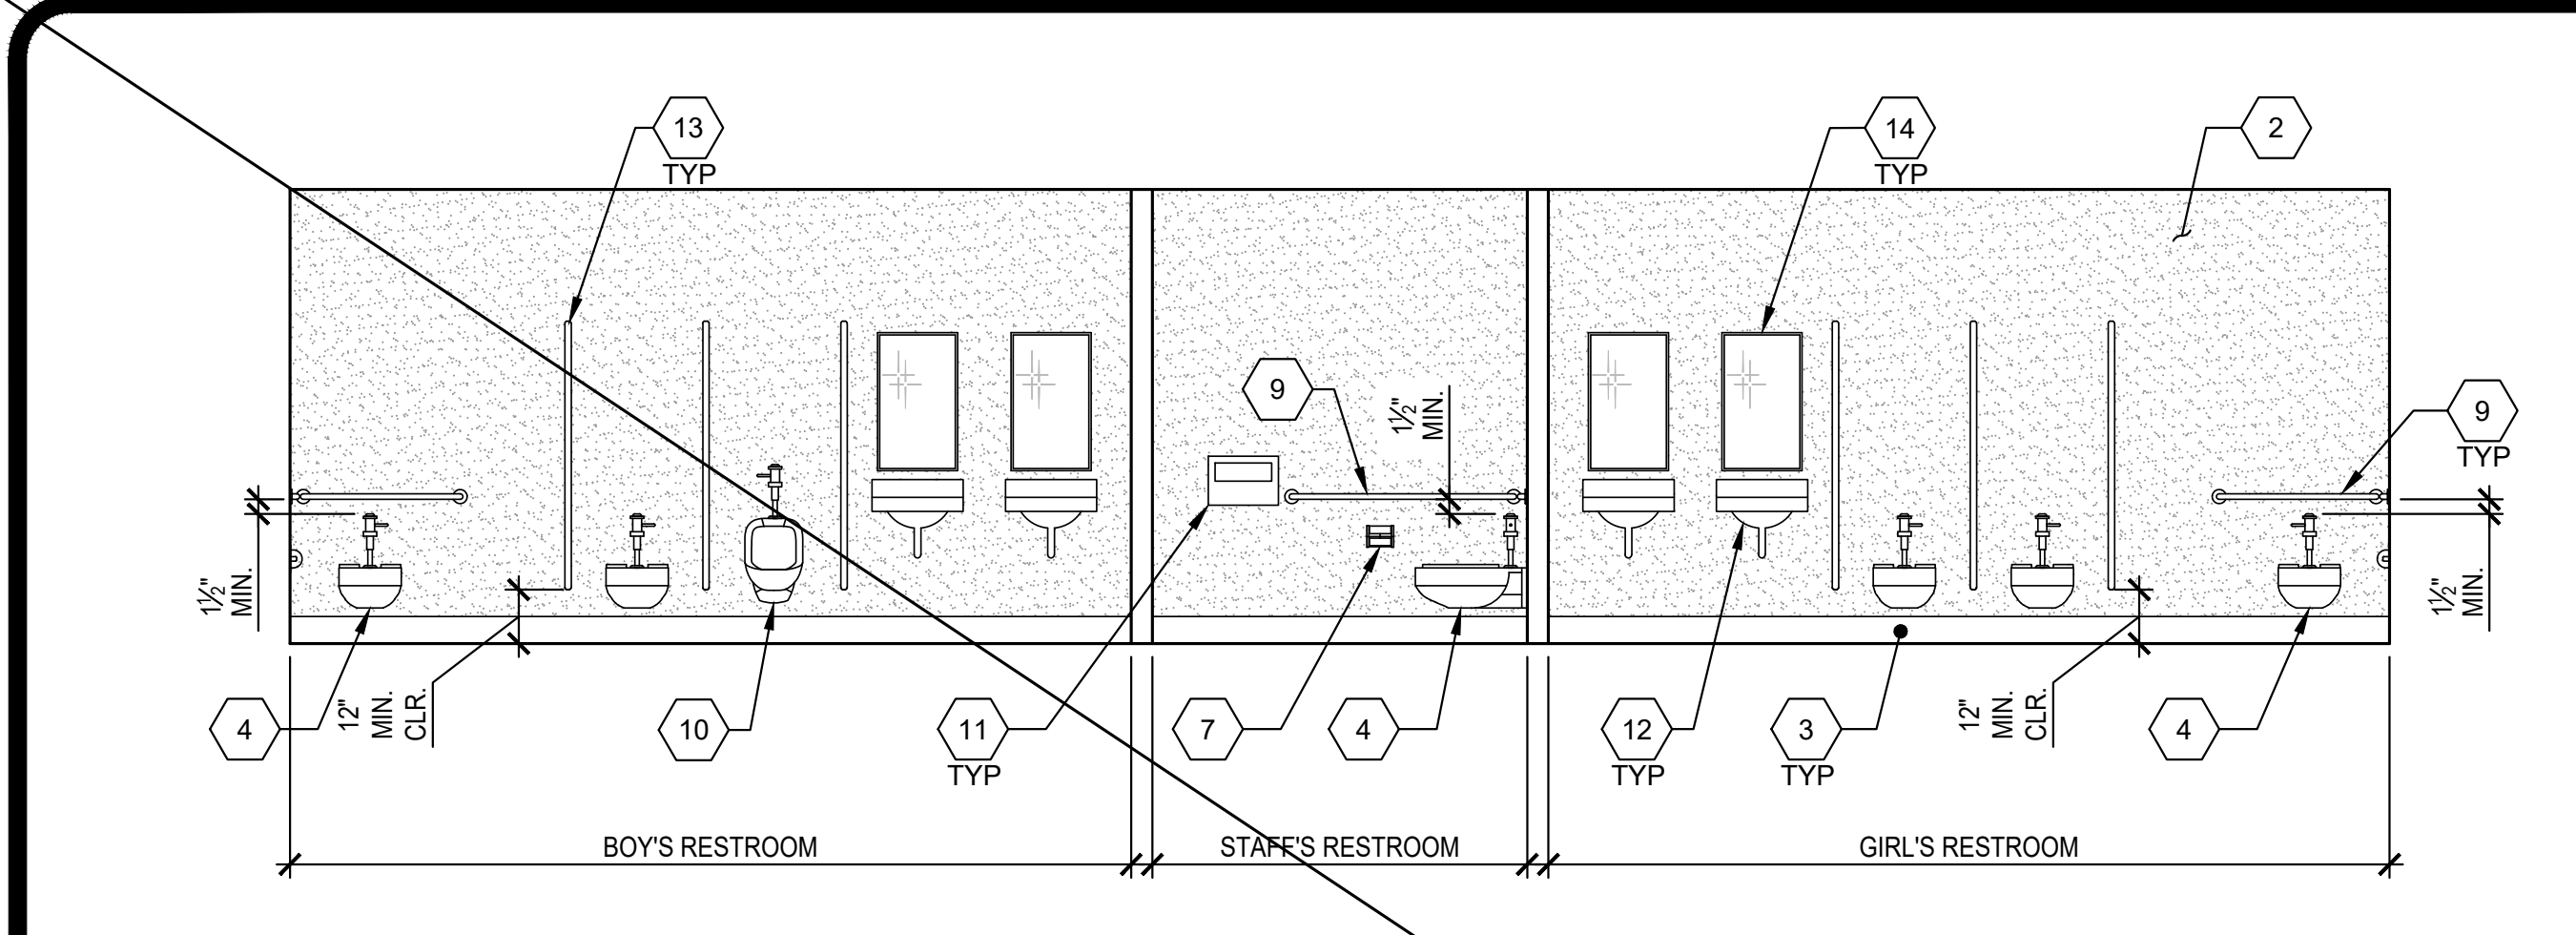 13
TYP
14
TYP
2
9
1½"
MIN.
9
TYP
1½"
MIN.
1½"
MIN.
4
12"
MIN.
CLR.
10
11
TYP
7
4
12
TYP
3
TYP
12"
MIN.
CLR.
4
BOY'S RESTROOM
STAFF'S RESTROOM
GIRL'S RESTROOM